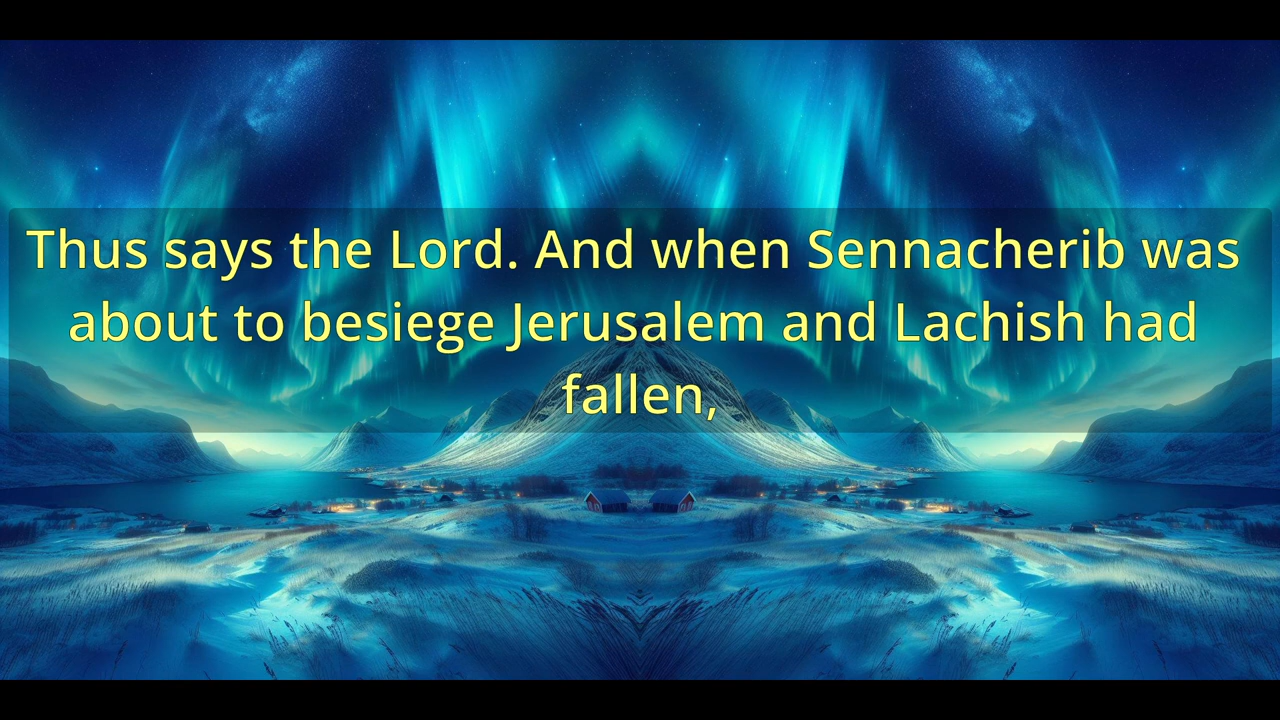 Thus says the Lord. And when Sennacherib was
about to besiege Jerusalem and Lachish had
fallen,